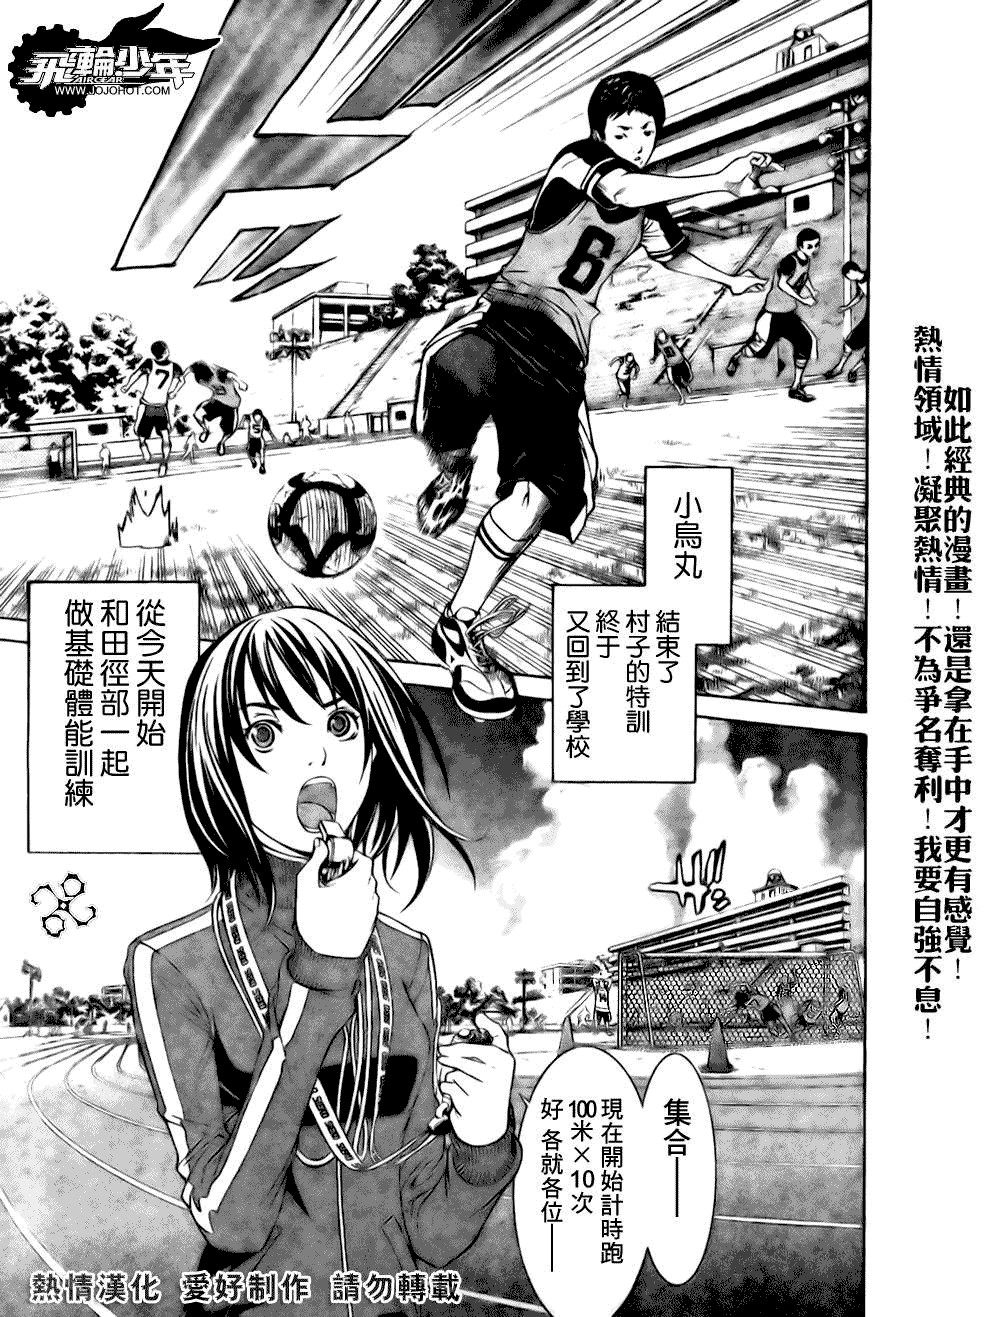 飛輪少年
AIRGEAR
WWW.JOJOHOT.COM
7
6
小烏丸
結束了
村子的特訓
終于
又回到了學校
從今天開始
和田徑部一起
做基礎體能訓練
集合——
現在開始計時跑
100米×10次
好 各就各位——
如此經典的漫畫！還是拿在手中才更有感覺！
熱情領域！凝聚熱情！不為爭名奪利！我要自強不息！
熱情漢化 愛好制作 請勿轉載